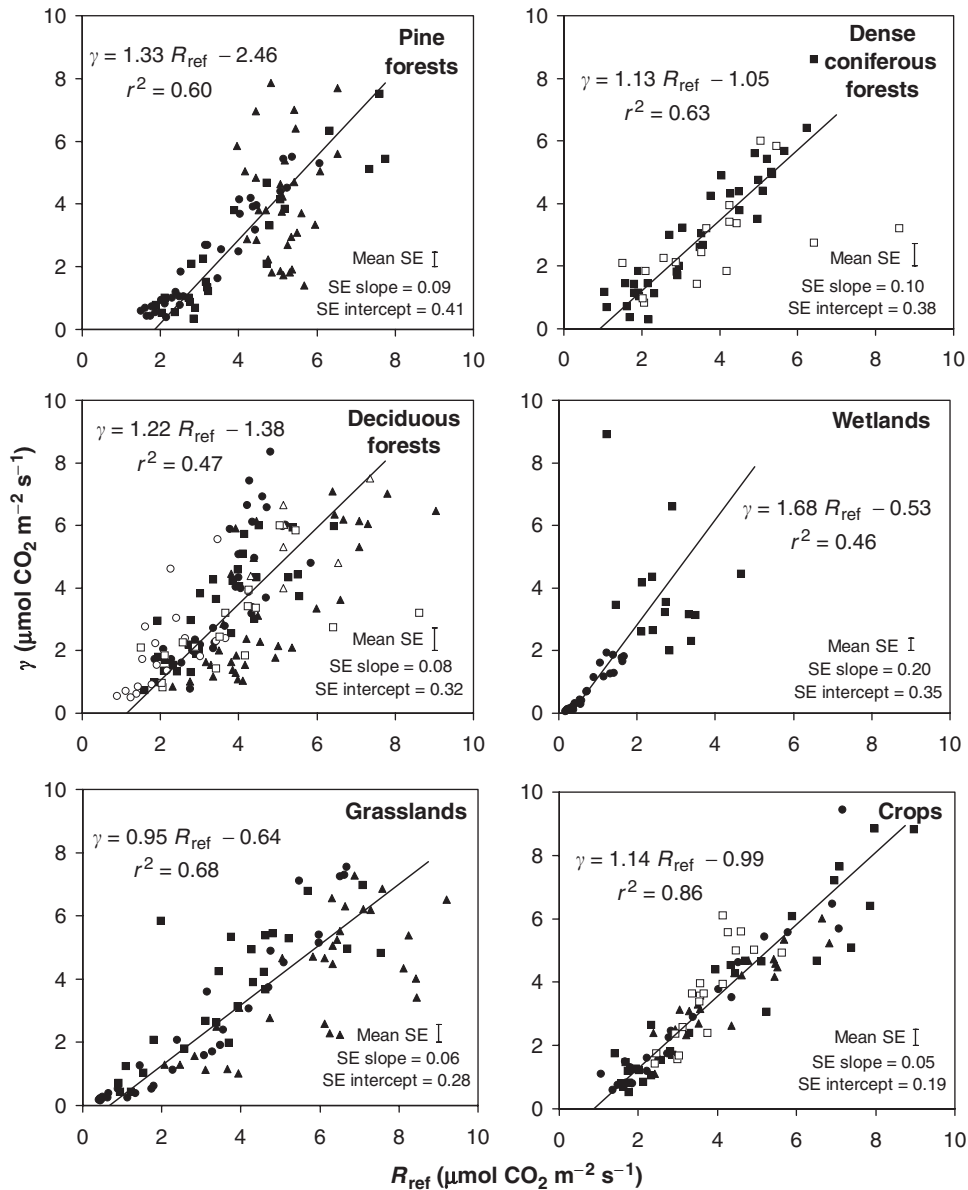 Pine
forests
γ = 1.33 Rref − 2.46
r² = 0.60
Mean SE
SE slope = 0.09
SE intercept = 0.41
10
8
6
4
2
0
0 2 4 6 8 10
Dense
coniferous
forests
γ = 1.13 Rref − 1.05
r² = 0.63
Mean SE
SE slope = 0.10
SE intercept = 0.38
10
8
6
4
2
0
0 2 4 6 8 10
Deciduous
forests
γ = 1.22 Rref − 1.38
r² = 0.47
Mean SE
SE slope = 0.08
SE intercept = 0.32
10
8
6
4
2
0
0 2 4 6 8 10
γ (μmol CO2 m−2 s−1)
Wetlands
γ = 1.68 Rref − 0.53
r² = 0.46
Mean SE
SE slope = 0.20
SE intercept = 0.35
10
8
6
4
2
0
0 2 4 6 8 10
Grasslands
γ = 0.95 Rref − 0.64
r² = 0.68
Mean SE
SE slope = 0.06
SE intercept = 0.28
10
8
6
4
2
0
0 2 4 6 8 10
Crops
γ = 1.14 Rref − 0.99
r² = 0.86
Mean SE
SE slope = 0.05
SE intercept = 0.19
10
8
6
4
2
0
0 2 4 6 8 10
Rref (μmol CO2 m−2 s−1)